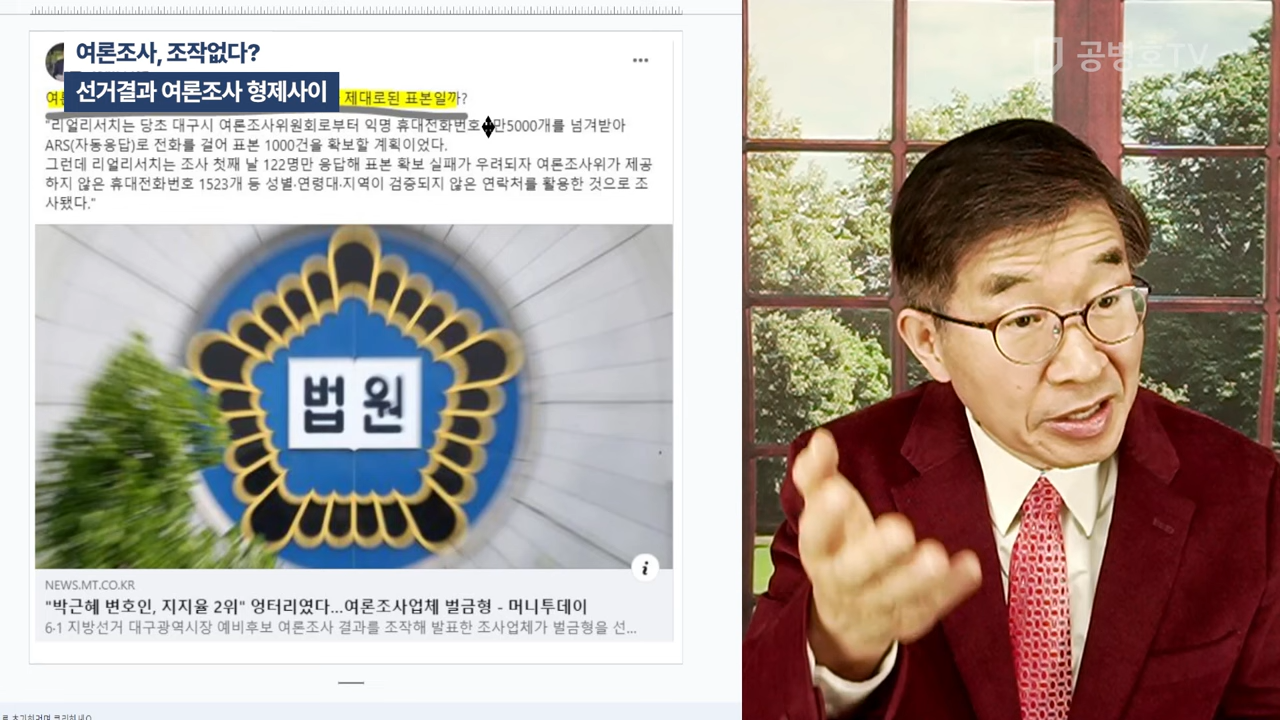 여론조사, 조작없다?
선거결과 여론조사 형제사이
제대로된 표본일까?
"리얼리서치는 당초 대구시 여론조사위원회로부터 익명 휴대전화번호 만5000개를 넘겨받아
ARS(자동응답)로 전화를 걸어 표본 1000건을 확보할 계획이었다.
그런데 리얼리서치는 조사 첫째 날 122명만 응답해 표본 확보 실패가 우려되자 여론조사위가 제공
하지 않은 휴대전화번호 1523개 등 성별·연령대·지역이 검증되지 않은 연락처를 활용한 것으로 조
사됐다."
법원
NEWS.MT.CO.KR
"박근혜 변호인, 지지율 2위" 엉터리였다...여론조사업체 벌금형 - 머니투데이
6·1 지방선거 대구광역시장 예비후보 여론조사 결과를 조작해 발표한 조사업체가 벌금형을 선...
공병호TV